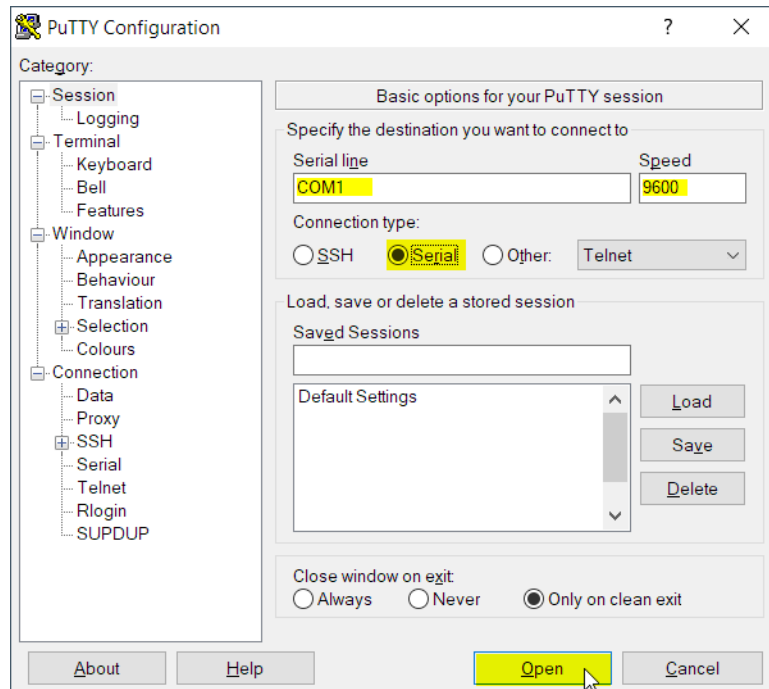 PuTTY Configuration
Category:
Session
Logging
Terminal
Keyboard
Bell
Features
Window
Appearance
Behaviour
Translation
Selection
Colours
Connection
Data
Proxy
SSH
Serial
Telnet
Rlogin
SUPDUP
Basic options for your PuTTY session
Specify the destination you want to connect to
Serial line Speed
COM1 9600
Connection type:
SSH Serial Other: Telnet
Load, save or delete a stored session
Saved Sessions
Default Settings
Load
Save
Delete
Close window on exit:
Always Never Only on clean exit
About Help Open Cancel